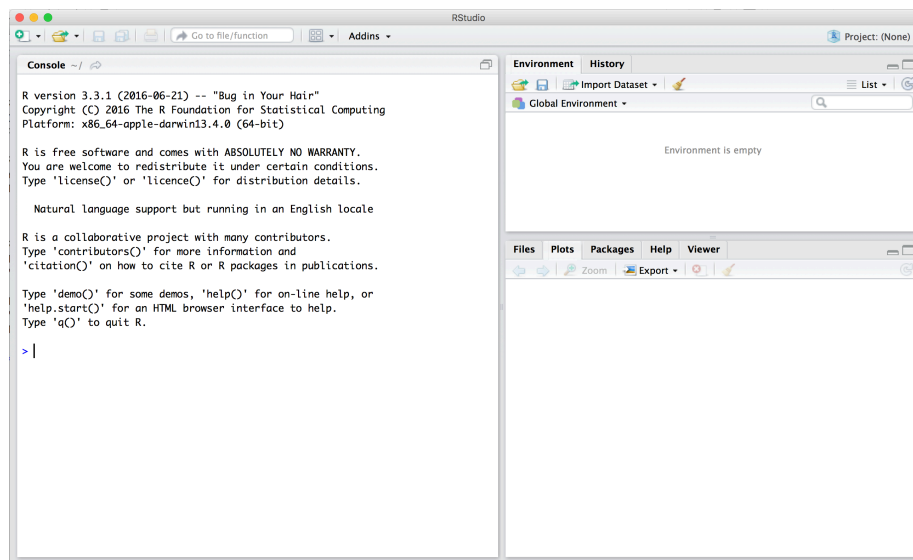 RStudio
Go to file/function
Addins
Project: (None)
Console ~/
R version 3.3.1 (2016-06-21) -- "Bug in Your Hair"
Copyright (C) 2016 The R Foundation for Statistical Computing
Platform: x86_64-apple-darwin13.4.0 (64-bit)
R is free software and comes with ABSOLUTELY NO WARRANTY.
You are welcome to redistribute it under certain conditions.
Type 'license()' or 'licence()' for distribution details.
Natural language support but running in an English locale
R is a collaborative project with many contributors.
Type 'contributors()' for more information and
'citation()' on how to cite R or R packages in publications.
Type 'demo()' for some demos, 'help()' for on-line help, or
'help.start()' for an HTML browser interface to help.
Type 'q()' to quit R.
>
Environment History
Import Dataset List
Global Environment
Environment is empty
Files Plots Packages Help Viewer
Zoom Export